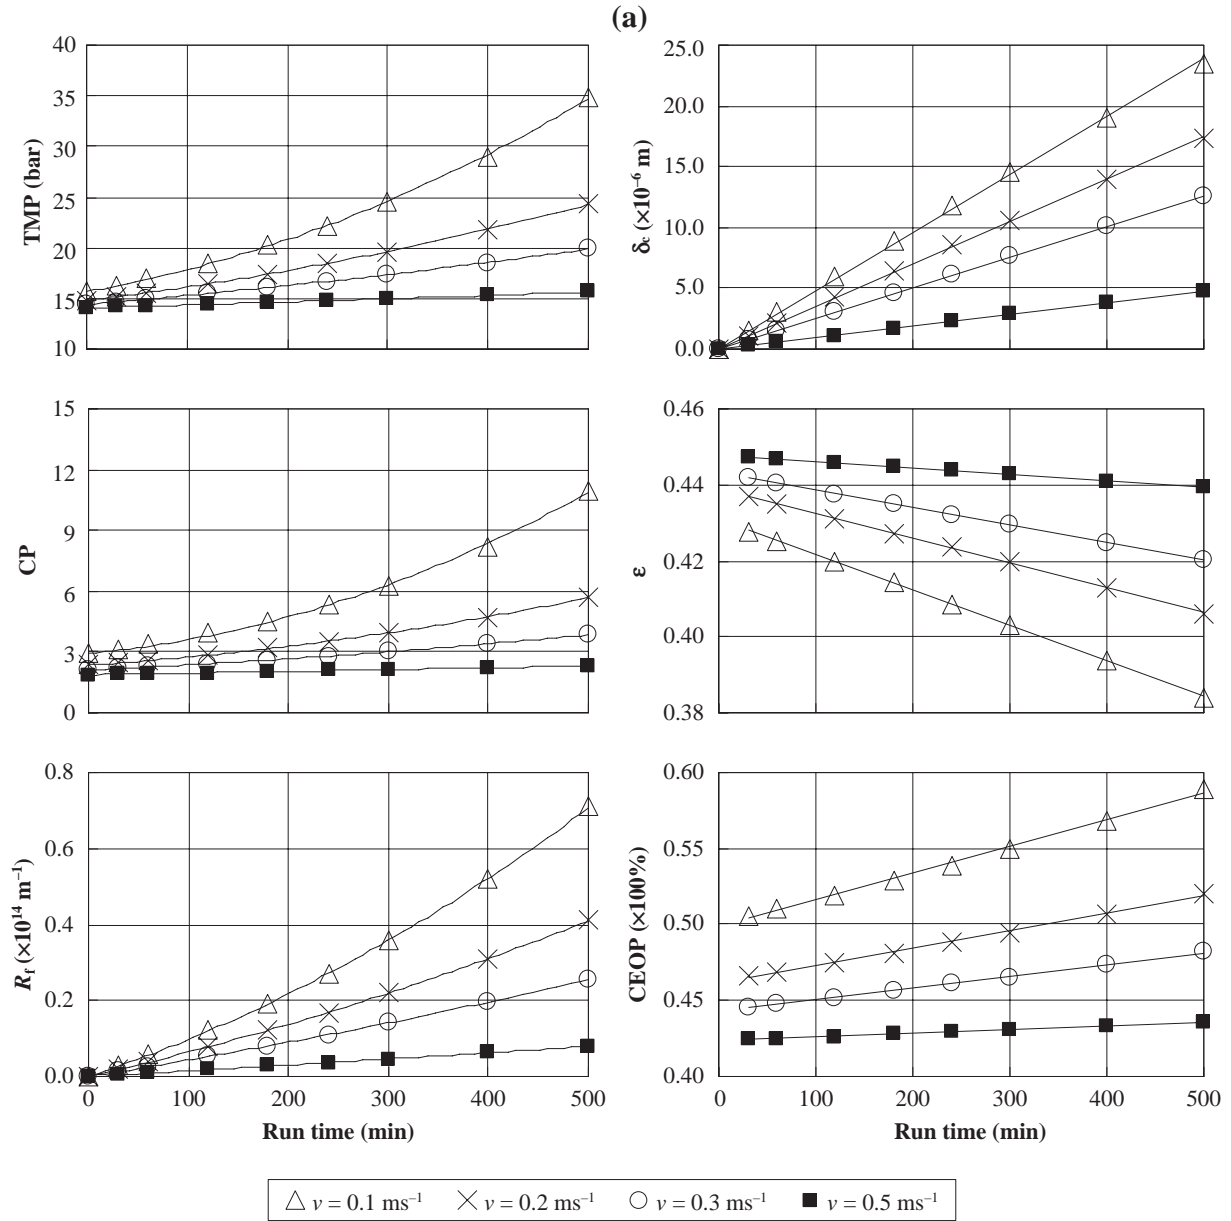 (a)
TMP (bar)
40
35
30
25
20
15
10
δc (×10⁻⁶ m)
25.0
20.0
15.0
10.0
5.0
0.0
CP
15
12
9
6
3
0
ε
0.46
0.44
0.42
0.40
0.38
Rf (×10¹⁴ m⁻¹)
0.8
0.6
0.4
0.2
0.0
0 100 200 300 400 500
Run time (min)
CEOP (×100%)
0.60
0.55
0.50
0.45
0.40
0 100 200 300 400 500
Run time (min)
v = 0.1 ms⁻¹ v = 0.2 ms⁻¹ v = 0.3 ms⁻¹ v = 0.5 ms⁻¹